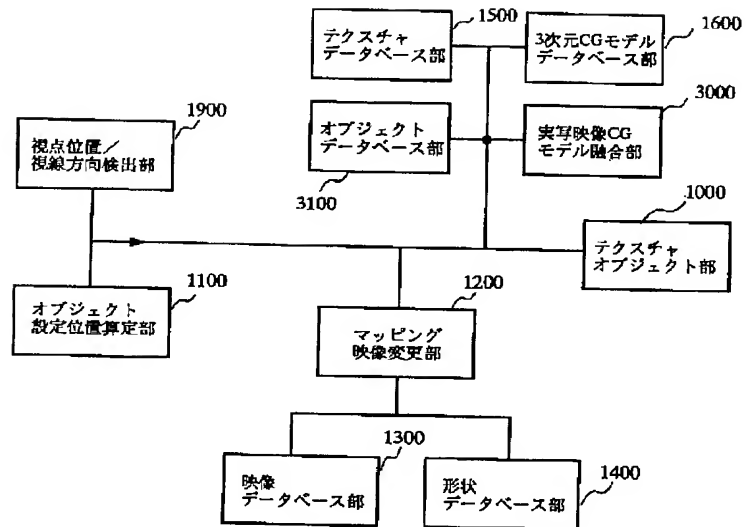 1500
テクスチャ
データベース部
1600
3次元CGモデル
データベース部
1900
視点位置/
視線方向検出部
3000
オブジェクト
データベース部
実写映像CG
モデル融合部
3100
1000
テクスチャ
オブジェクト部
1100
オブジェクト
設定位置算定部
1200
マッピング
映像変更部
1300
映像
データベース部
形状
データベース部
1400